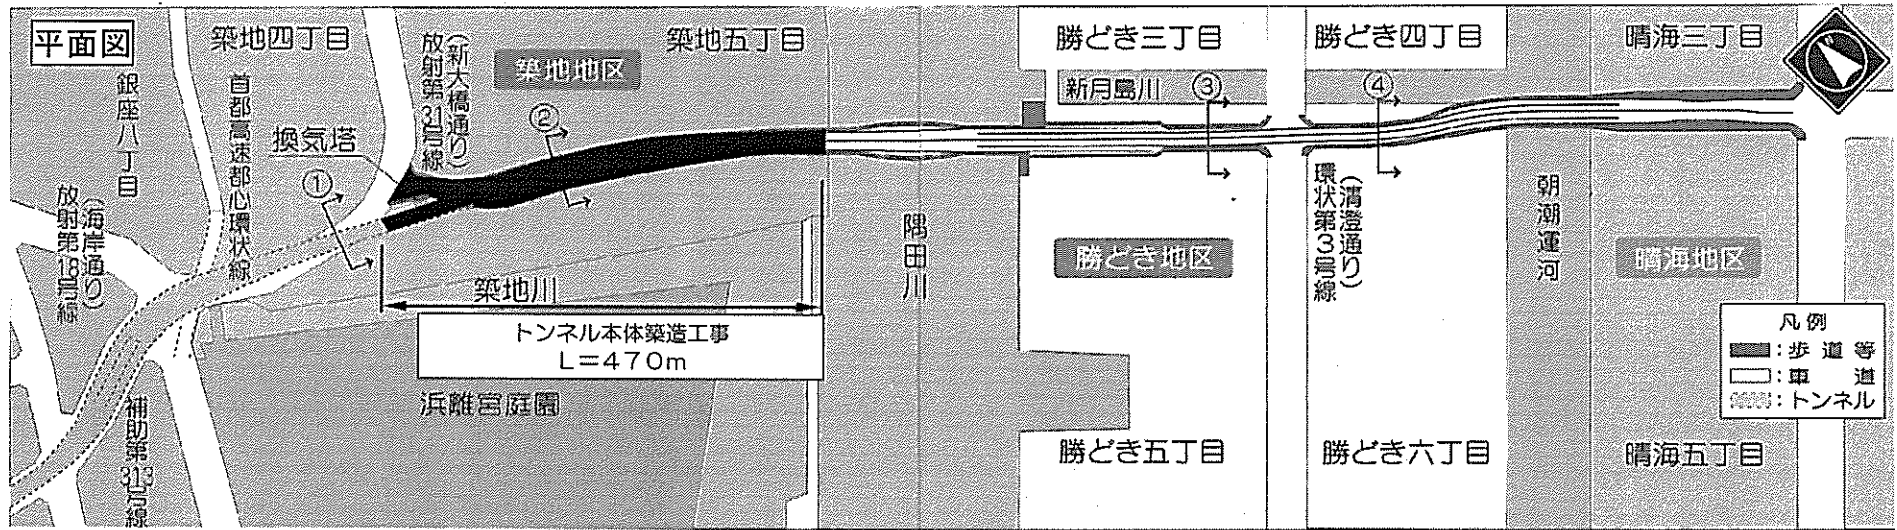 平面図
築地四丁目
築地五丁目
勝どき三丁目
勝どき四丁目
晴海三丁目
銀座八丁目
首都高速都心環状線
(新大橋通り)
放射第31号線
築地地区
新月島川
③
④
②
換気塔
①
(海岸通り)
放射第18号線
隅田川
勝どき地区
(清澄通り)
環状第3号線
朝潮運河
晴海地区
築地川
トンネル本体築造工事
L=470m
凡例
:歩道等
:車道
:トンネル
浜離宮庭園
補助第313号線
勝どき五丁目
勝どき六丁目
晴海五丁目